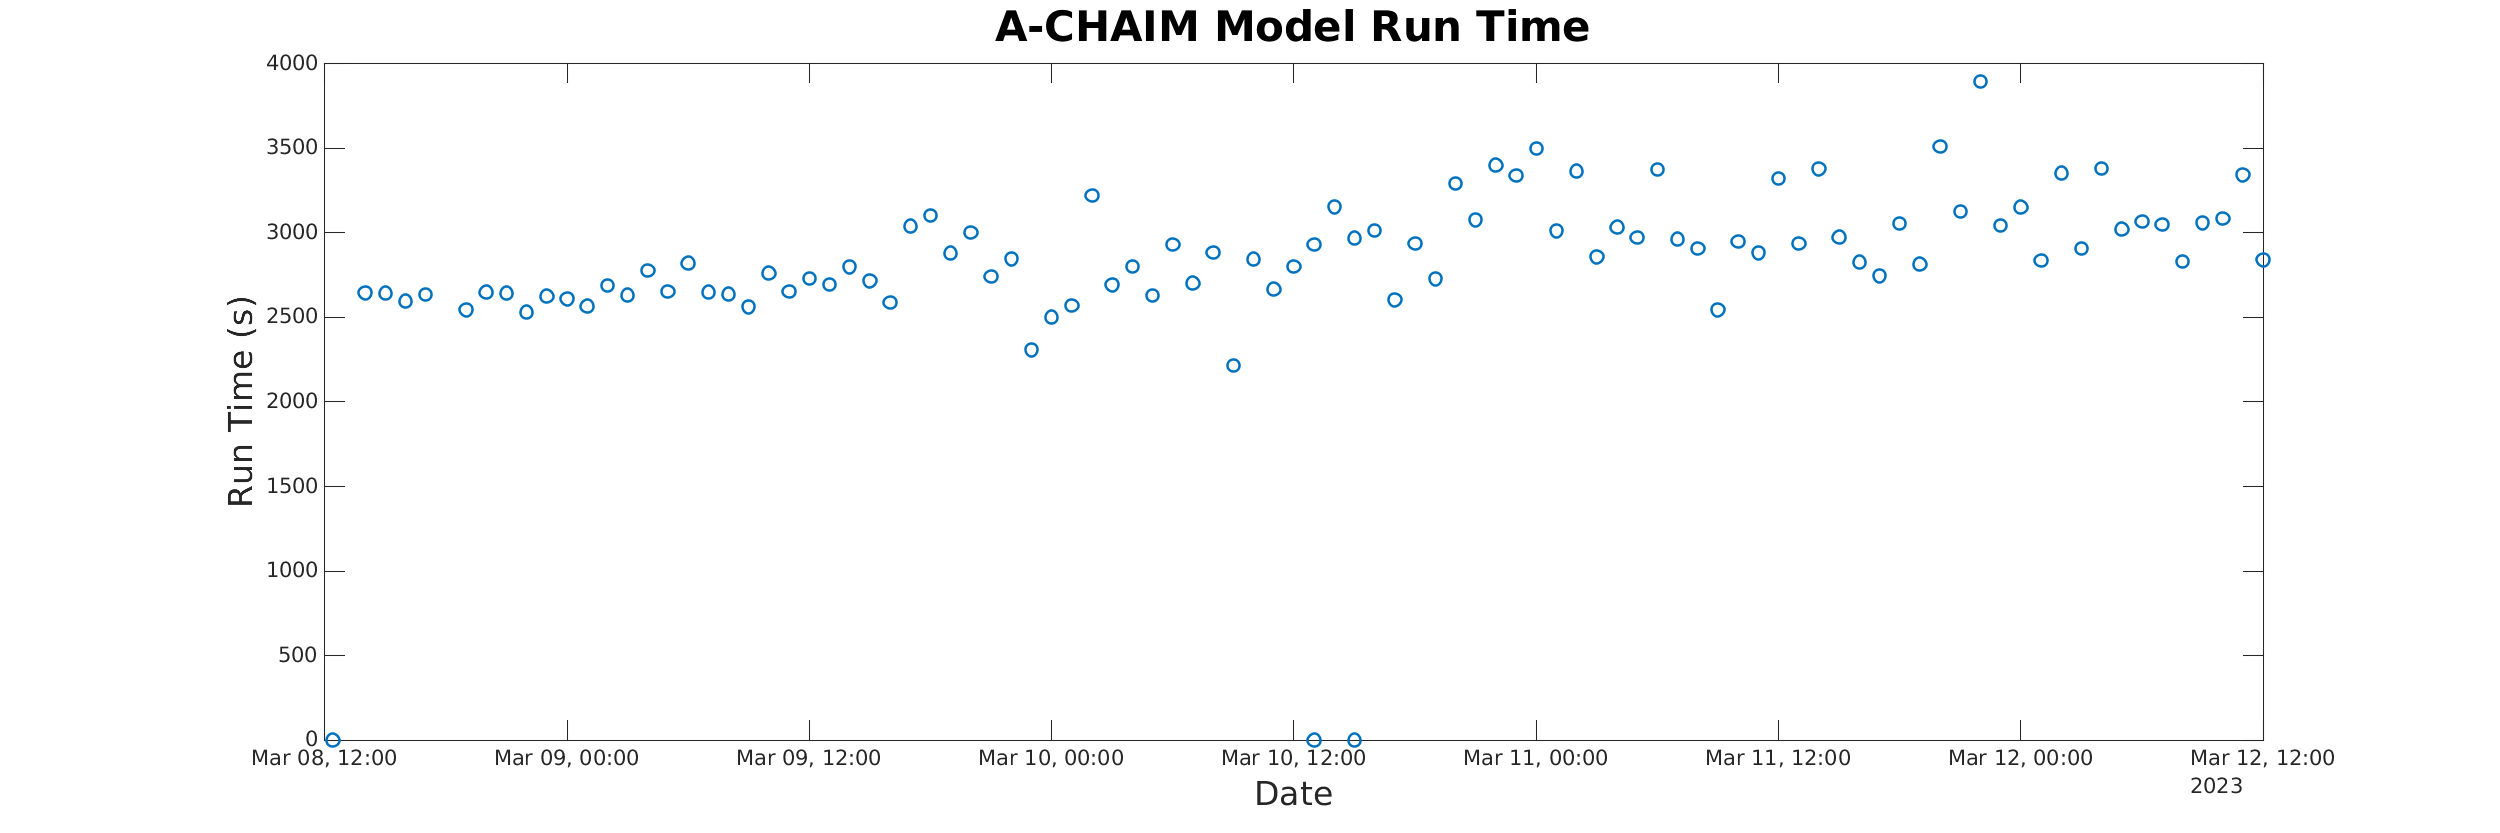 A-CHAIM Model Run Time
Run Time (s)
4000
3500
3000
2500
2000
1500
1000
500
0
Mar 08, 12:00
Mar 09, 00:00
Mar 09, 12:00
Mar 10, 00:00
Mar 10, 12:00
Mar 11, 00:00
Mar 11, 12:00
Mar 12, 00:00
Mar 12, 12:00
2023
Date